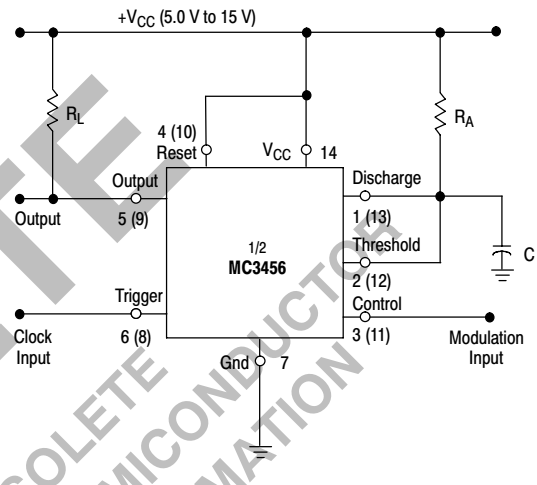 +VCC (5.0 V to 15 V)
RL
RA
4 (10)
Reset
VCC 14
Output
5 (9)
Output
Discharge
1 (13)
1/2
MC3456
Threshold
2 (12)
C
Trigger
6 (8)
Clock
Input
Control
3 (11)
Modulation
Input
Gnd 7